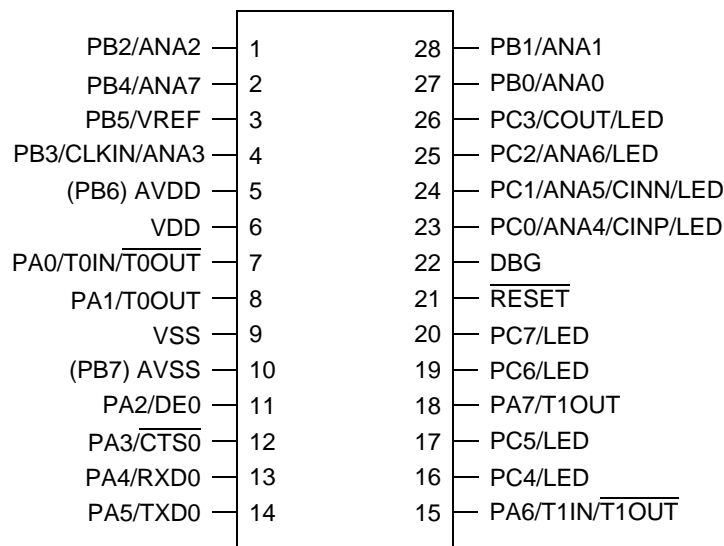 PB2/ANA2 1 28 PB1/ANA1
PB4/ANA7 2 27 PB0/ANA0
PB5/VREF 3 26 PC3/COUT/LED
PB3/CLKIN/ANA3 4 25 PC2/ANA6/LED
(PB6) AVDD 5 24 PC1/ANA5/CINN/LED
VDD 6 23 PC0/ANA4/CINP/LED
PA0/T0IN/T̅0̅O̅U̅T̅ 7 22 DBG
PA1/T0OUT 8 21 R̅E̅S̅E̅T̅
VSS 9 20 PC7/LED
(PB7) AVSS 10 19 PC6/LED
PA2/DE0 11 18 PA7/T1OUT
PA3/C̅T̅S̅0̅ 12 17 PC5/LED
PA4/RXD0 13 16 PC4/LED
PA5/TXD0 14 15 PA6/T1IN/T̅1̅O̅U̅T̅